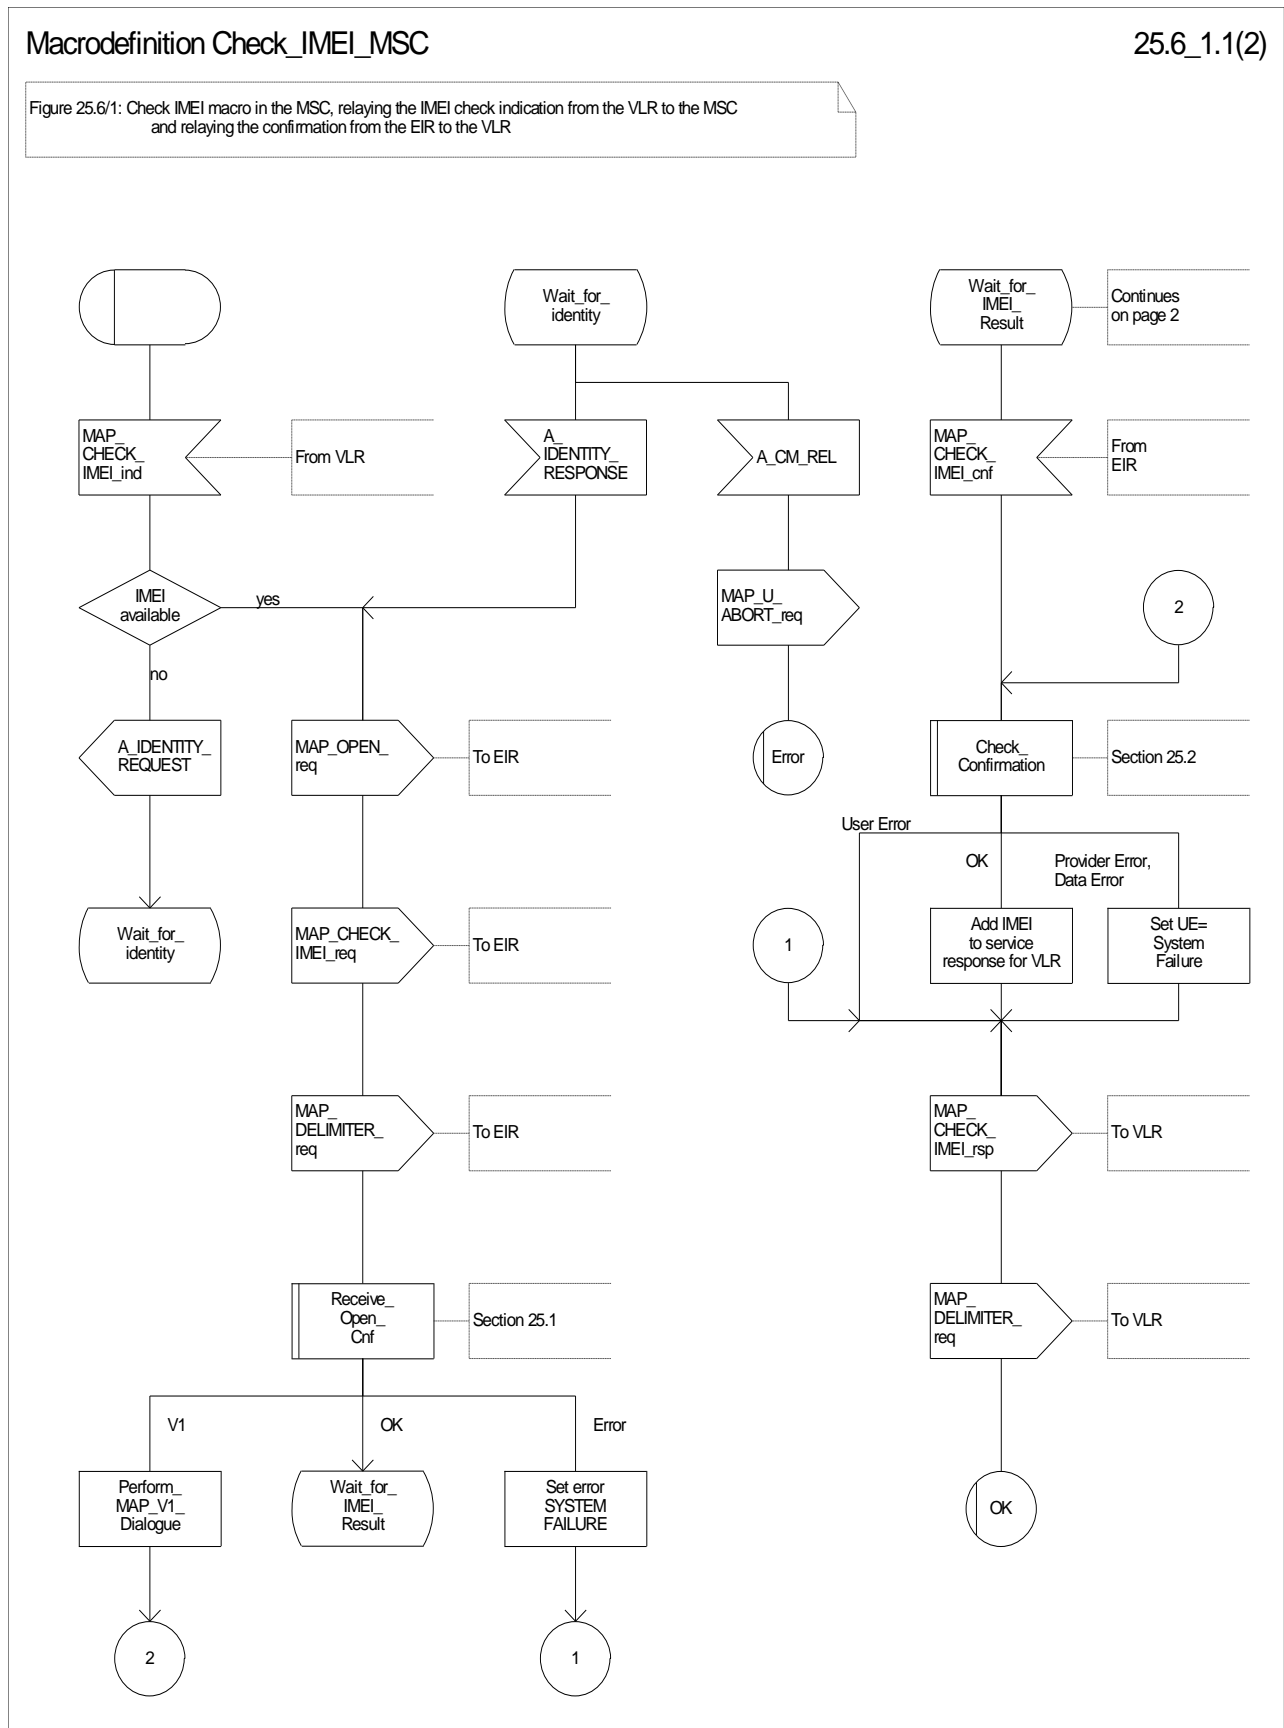 Macrodefinition Check_IMEI_MSC
25.6_1.1(2)
Figure 25.6/1: Check IMEI macro in the MSC, relaying the IMEI check indication from the VLR to the MSC
and relaying the confirmation from the EIR to the VLR
Wait_for_
identity
Wait_for_
IMEI_
Result
Continues
on page 2
MAP_
CHECK_
IMEI_ind
From VLR
A_
IDENTITY_
RESPONSE
A_CM_REL
MAP_
CHECK_
IMEI_cnf
From
EIR
IMEI
available
yes
no
MAP_U_
ABORT_req
2
A_IDENTITY_
REQUEST
MAP_OPEN_
req
To EIR
Error
Check_
Confirmation
Section 25.2
User Error
OK
Provider Error,
Data Error
Wait_for_
identity
MAP_CHECK_
IMEI_req
To EIR
1
Add IMEI
to service
response for VLR
Set UE=
System
Failure
MAP_
DELIMITER_
req
To EIR
MAP_
CHECK_
IMEI_rsp
To VLR
Receive_
Open_
Cnf
Section 25.1
MAP_
DELIMITER_
req
To VLR
V1
OK
Error
Perform_
MAP_V1_
Dialogue
Wait_for_
IMEI_
Result
Set error
SYSTEM
FAILURE
OK
2
1